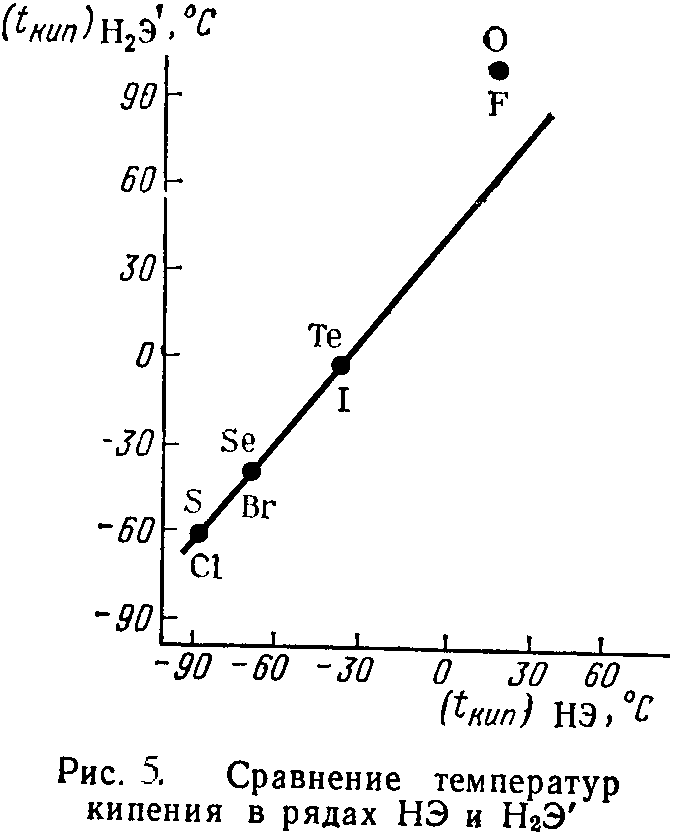 (tкип) H₂Э′, °C
O
F
90
60
30
0
-30
-60
-90
Te
I
Se
Br
S
Cl
-90 -60 -30 0 30 60
(tкип) HЭ, °C
Рис. 5. Сравнение температур
кипения в рядах НЭ и H₂Э′